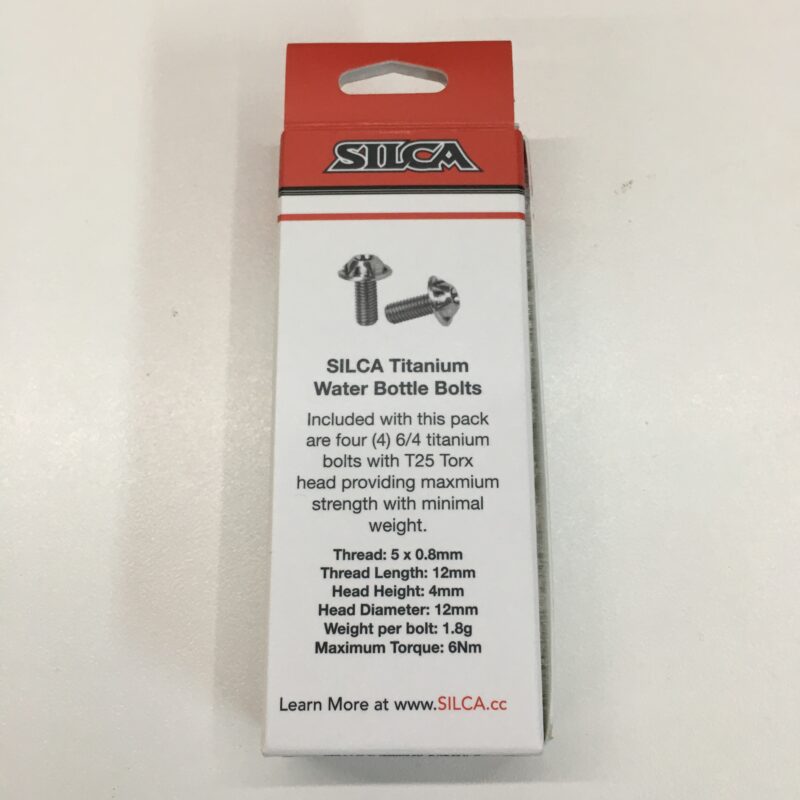 SILCA
SILCA Titanium
Water Bottle Bolts
Included with this pack
are four (4) 6/4 titanium
bolts with T25 Torx
head providing maxmium
strength with minimal
weight.
Thread: 5 x 0.8mm
Thread Length: 12mm
Head Height: 4mm
Head Diameter: 12mm
Weight per bolt: 1.8g
Maximum Torque: 6Nm
Learn More at www.SILCA.cc